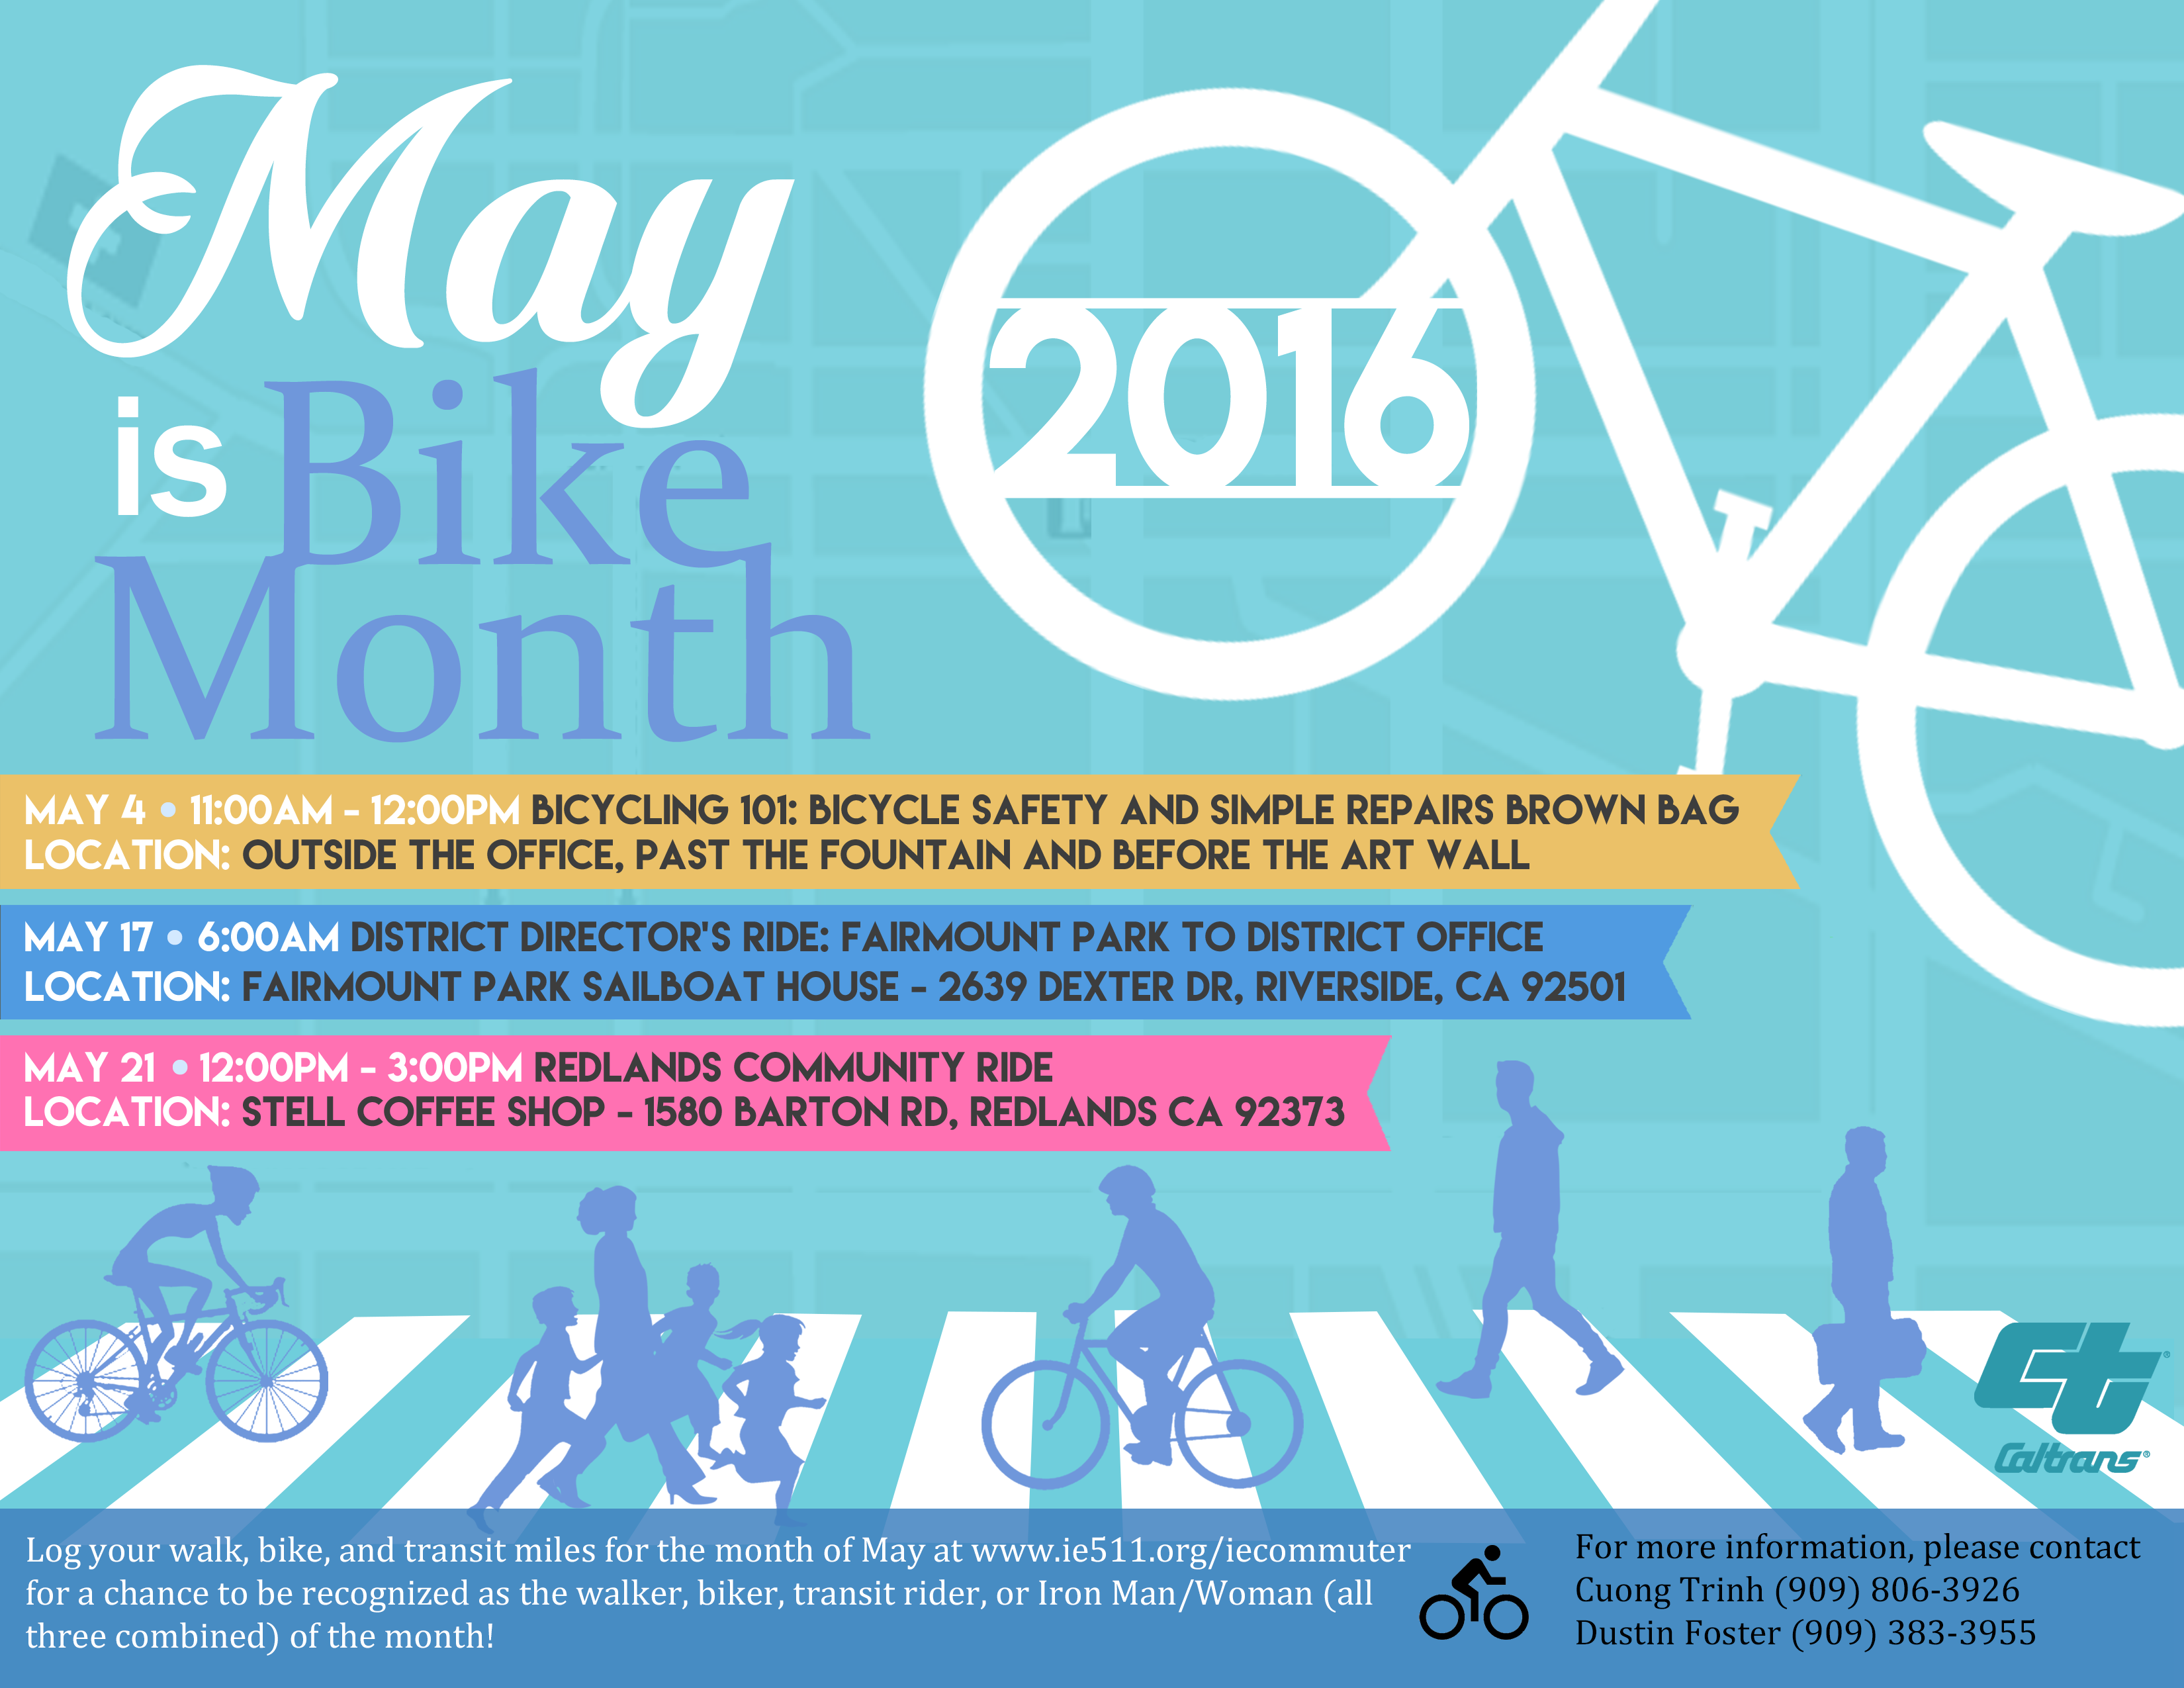 May
is Bike
Month
2016
MAY 4 • 11:00AM - 12:00PM BICYCLING 101: BICYCLE SAFETY AND SIMPLE REPAIRS BROWN BAG
LOCATION: OUTSIDE THE OFFICE, PAST THE FOUNTAIN AND BEFORE THE ART WALL
MAY 17 • 6:00AM DISTRICT DIRECTOR'S RIDE: FAIRMOUNT PARK TO DISTRICT OFFICE
LOCATION: FAIRMOUNT PARK SAILBOAT HOUSE - 2639 DEXTER DR, RIVERSIDE, CA 92501
MAY 21 • 12:00PM - 3:00PM REDLANDS COMMUNITY RIDE
LOCATION: STELL COFFEE SHOP - 1580 BARTON RD, REDLANDS CA 92373
ct®
Caltrans®
Log your walk, bike, and transit miles for the month of May at www.ie511.org/iecommuter
for a chance to be recognized as the walker, biker, transit rider, or Iron Man/Woman (all
three combined) of the month!
For more information, please contact
Cuong Trinh (909) 806-3926
Dustin Foster (909) 383-3955